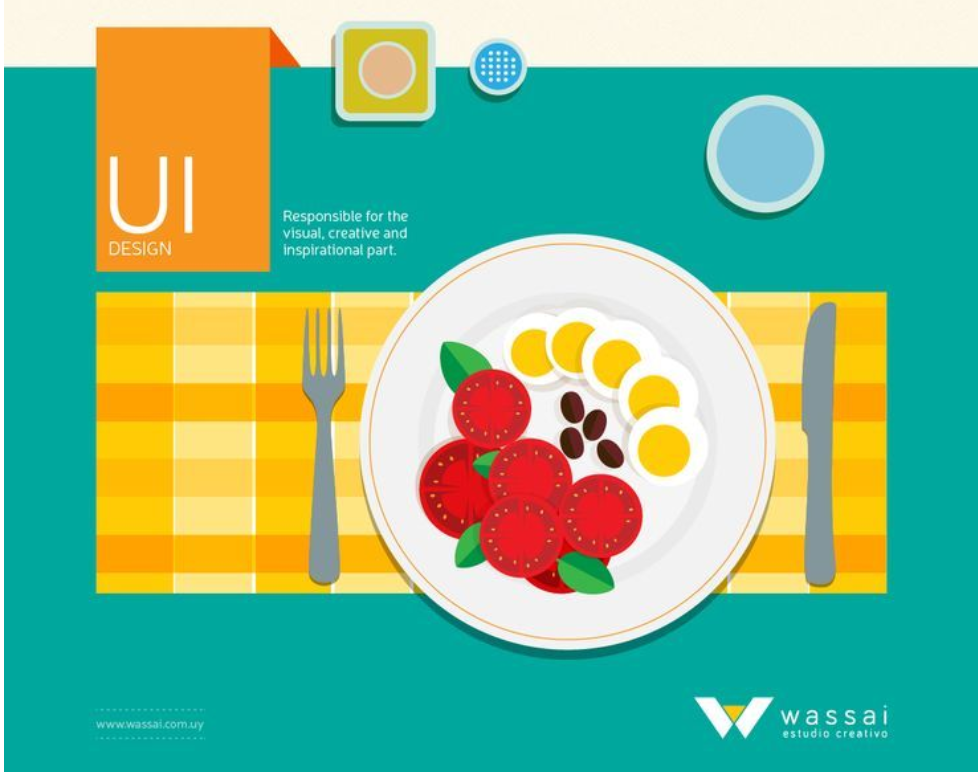 UI
DESIGN
Responsible for the
visual, creative and
inspirational part.
www.wassai.com.uy
wassai
estudio creativo